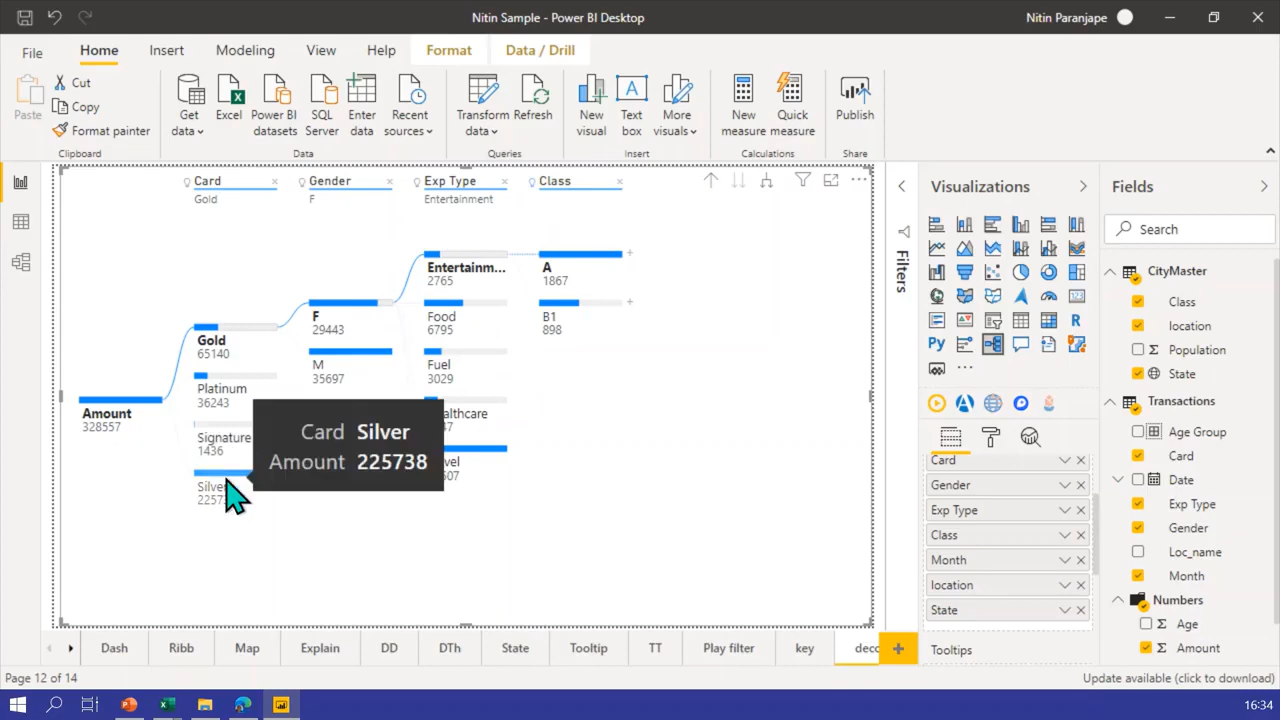 Nitin Sample - Power BI Desktop
Nitin Paranjape
File
Home
Insert
Modeling
View
Help
Format
Data / Drill
Paste
Cut
Copy
Format painter
Clipboard
Get data
Excel
Power BI datasets
SQL Server
Enter data
Recent sources
Data
Transform data
Refresh
Queries
New visual
Text box
More visuals
Insert
New measure
Quick measure
Calculations
Publish
Share
Card
Gold
Gender
F
Exp Type
Entertainment
Class
Amount
328557
Gold
65140
Platinum
36243
Signature
1436
Silver
F
29443
M
35697
Entertainm...
2765
Food
6795
Fuel
3029
althcare
47
vel
507
A
1867
B1
898
Card Silver
Amount 225738
Filters
Visualizations
R
Py
Card
Gender
Exp Type
Class
Month
location
State
Tooltips
Fields
Search
CityMaster
Class
location
Σ Population
State
Transactions
Age Group
Card
Date
Exp Type
Gender
Loc_name
Month
Numbers
Σ Age
Σ Amount
Dash
Ribb
Map
Explain
DD
DTh
State
Tooltip
TT
Play filter
key
deco
Page 12 of 14
Update available (click to download)
16:34